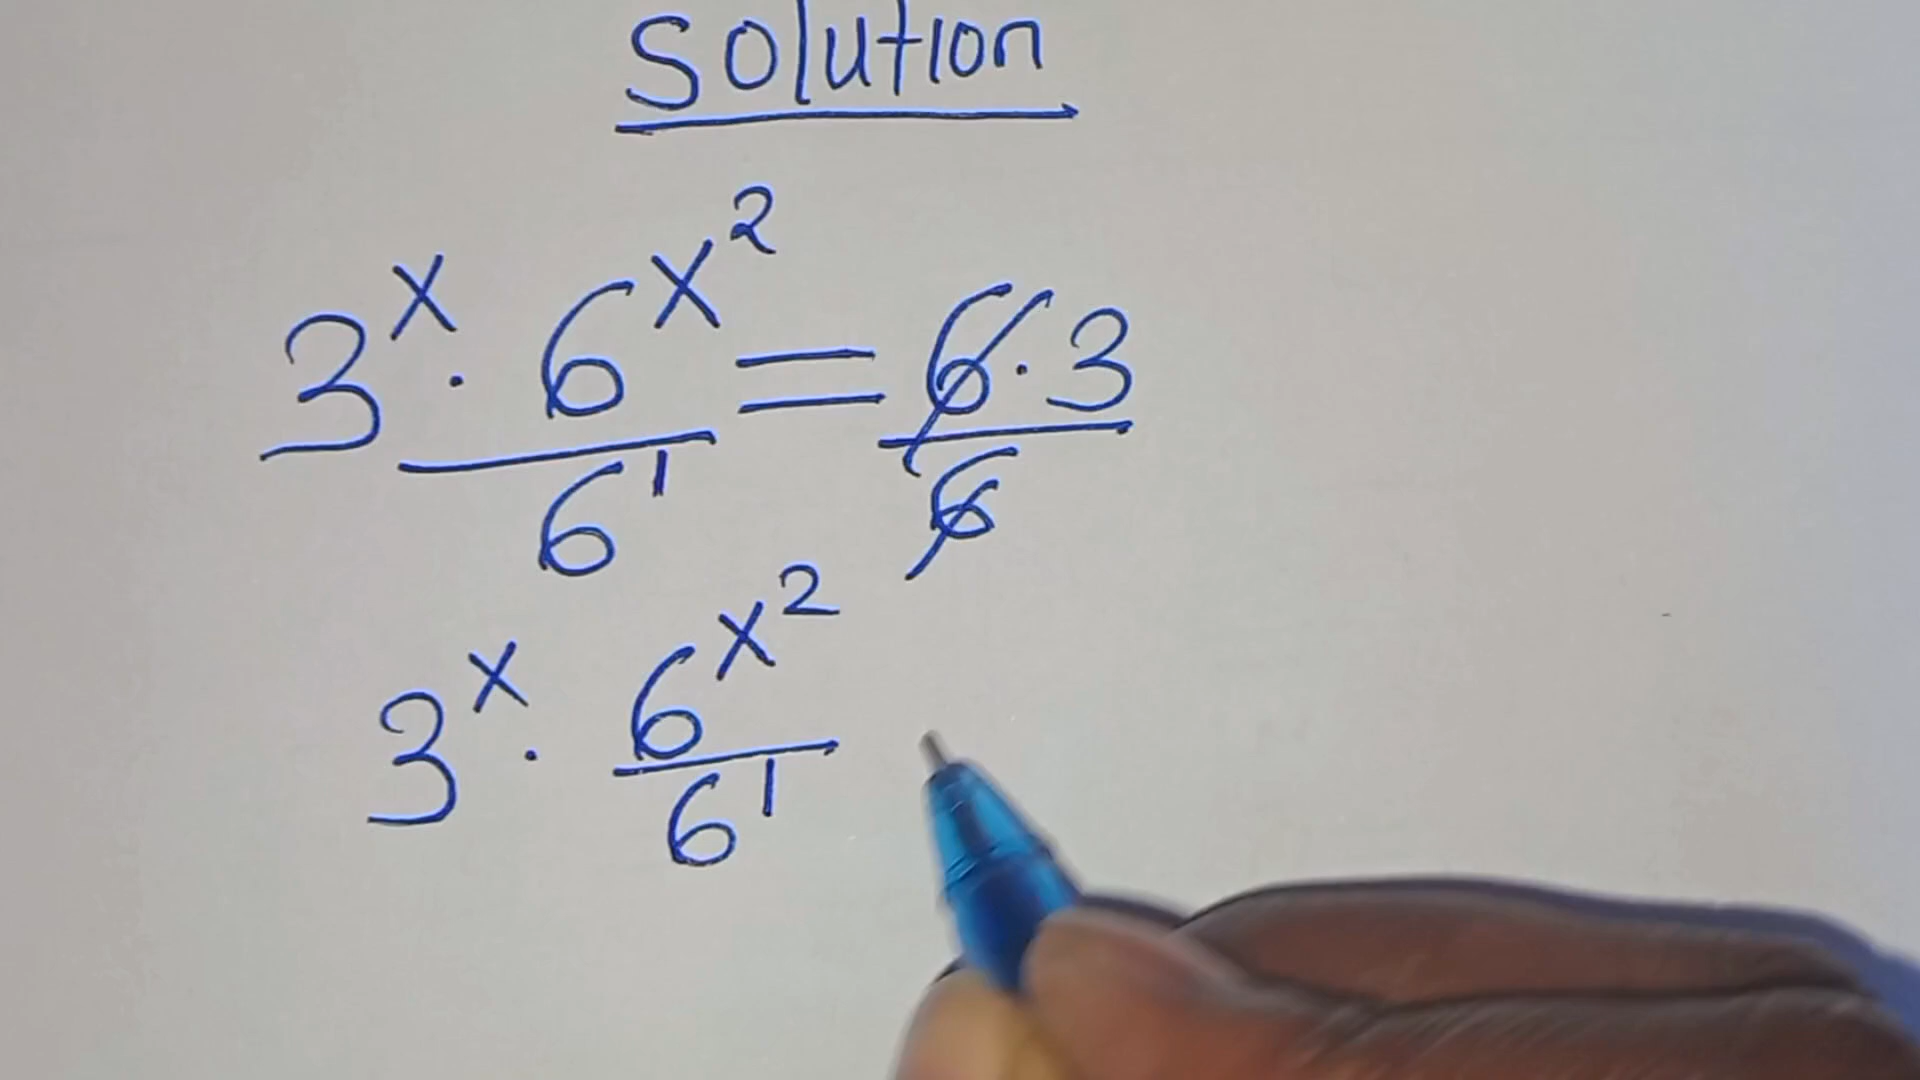 Solution
3^x · 6^x^2 / 6^1 = 6 · 3 / 6
3^x · 6^x^2 / 6^1